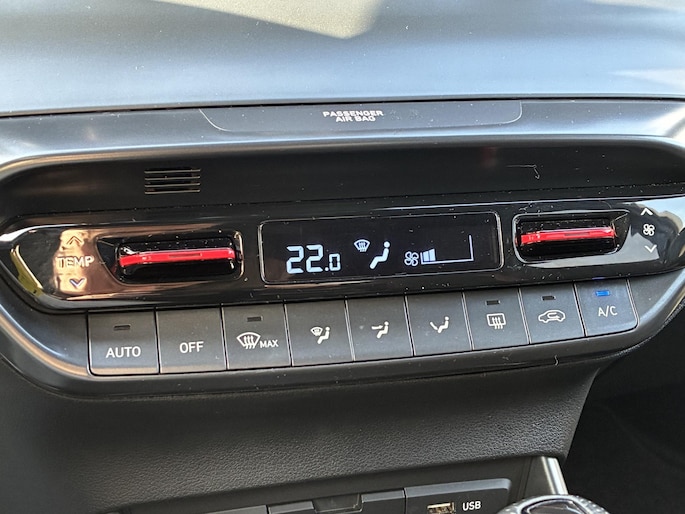 PASSENGER
AIR BAG
TEMP
22.0
AUTO
OFF
MAX
A/C
USB